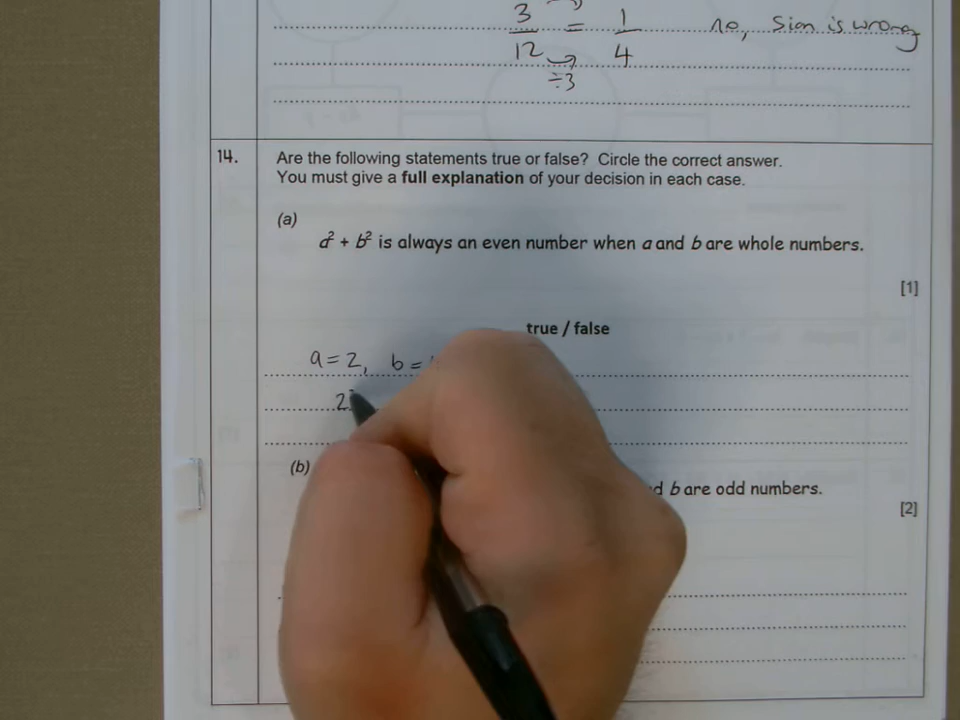 3/12 = 1/4 no, Sion is wrong
÷3
14. Are the following statements true or false? Circle the correct answer.
You must give a full explanation of your decision in each case.
(a)
a² + b² is always an even number when a and b are whole numbers.
[1]
true / false
a = 2, b =
2
(b)
b are odd numbers.
[2]